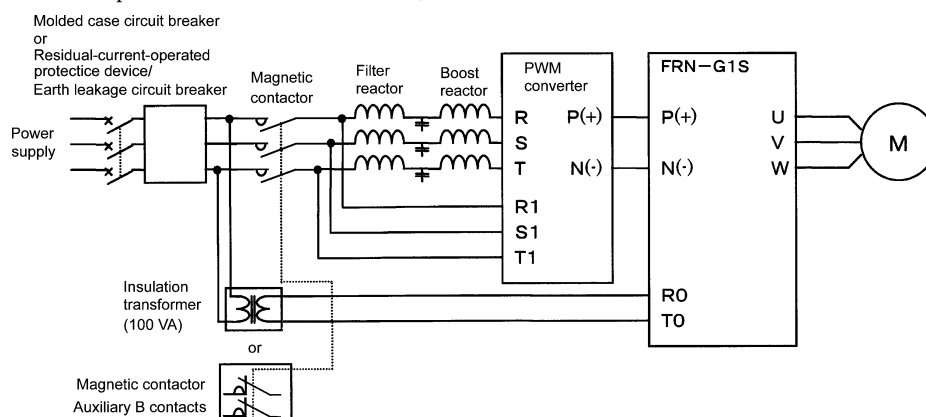 Molded case circuit breaker
or
Residual-current-operated
protectice device/
Earth leakage circuit breaker
Power
supply
Magnetic
contactor
Filter
reactor
Boost
reactor
PWM
converter
FRN-G1S
R
S
T
P(+)
N(-)
R1
S1
T1
P(+)
N(-)
U
V
W
M
R0
T0
Insulation
transformer
(100 VA)
or
Magnetic contactor
Auxiliary B contacts